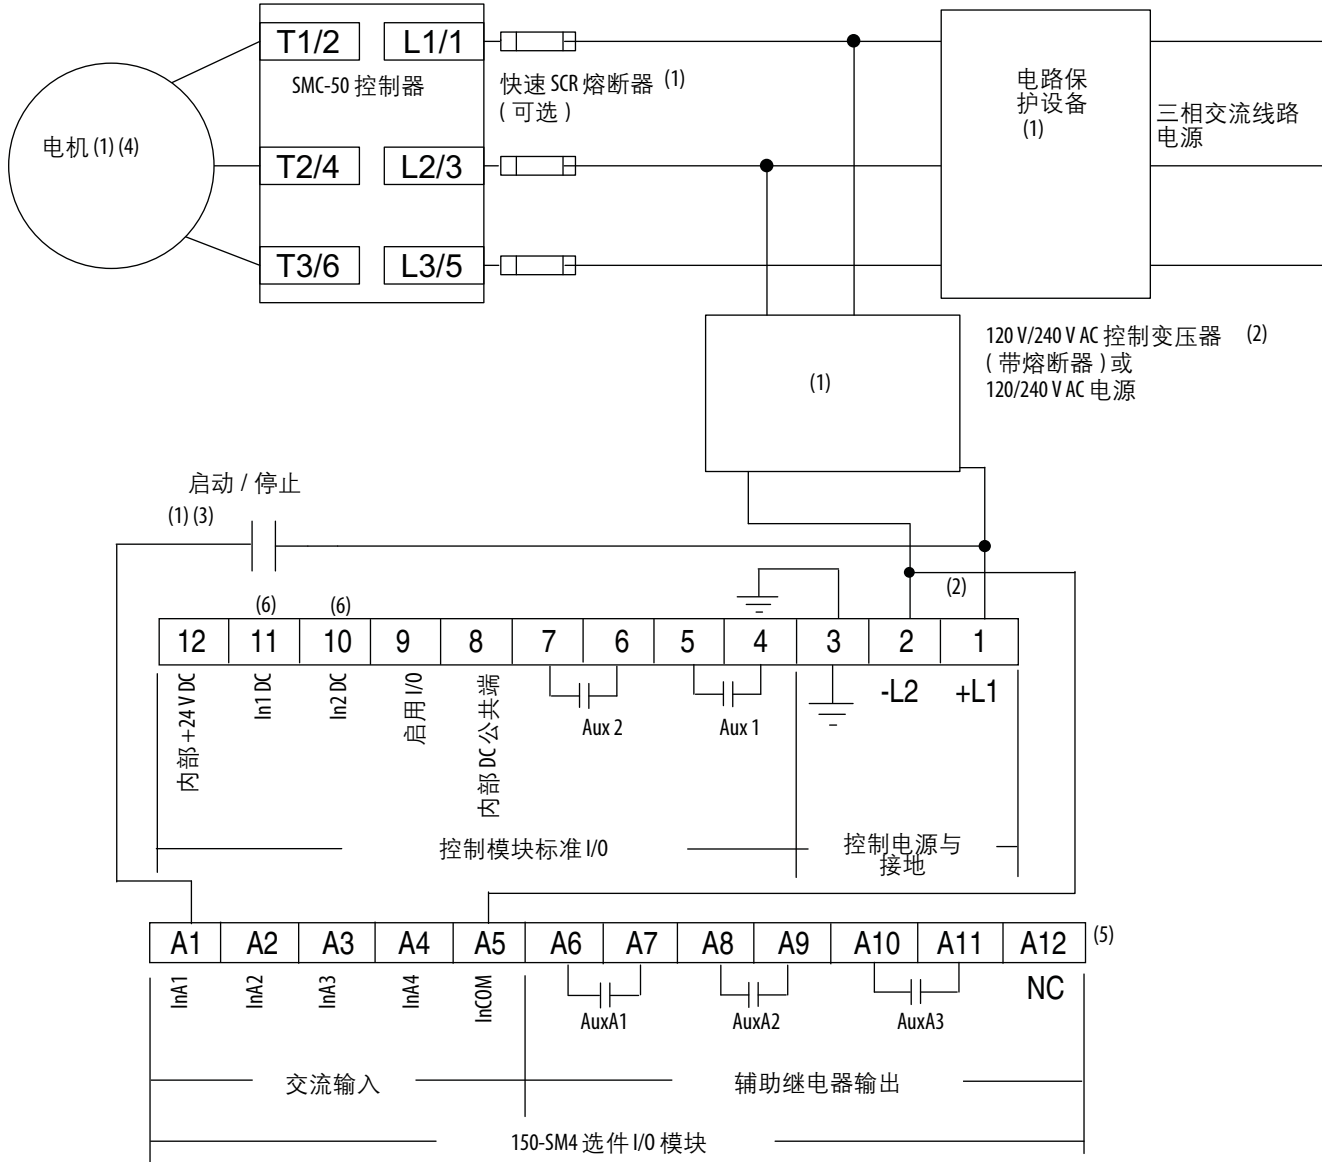 T1/2 L1/1
SMC-50 控制器
快速 SCR 熔断器 (1)
( 可选 )
电路保
护设备
(1)
三相交流线路
电源
电机 (1) (4)
T2/4 L2/3
T3/6 L3/5
(1)
120 V/240 V AC 控制变压器 (2)
( 带熔断器 ) 或
120/240 V AC 电源
启动 / 停止
(1) (3)
(2)
(6) (6)
12 11 10 9 8 7 6 5 4 3 2 1
内部 +24 V DC
In1 DC
In2 DC
启用 I/O
内部 DC 公共端
Aux 2
Aux 1
-L2
+L1
控制模块标准 I/O
控制电源与
接地
A1 A2 A3 A4 A5 A6 A7 A8 A9 A10 A11 A12 (5)
InA1
InA2
InA3
InA4
InCOM
AuxA1
AuxA2
AuxA3
NC
交流输入
辅助继电器输出
150-SM4 选件 I/O 模块